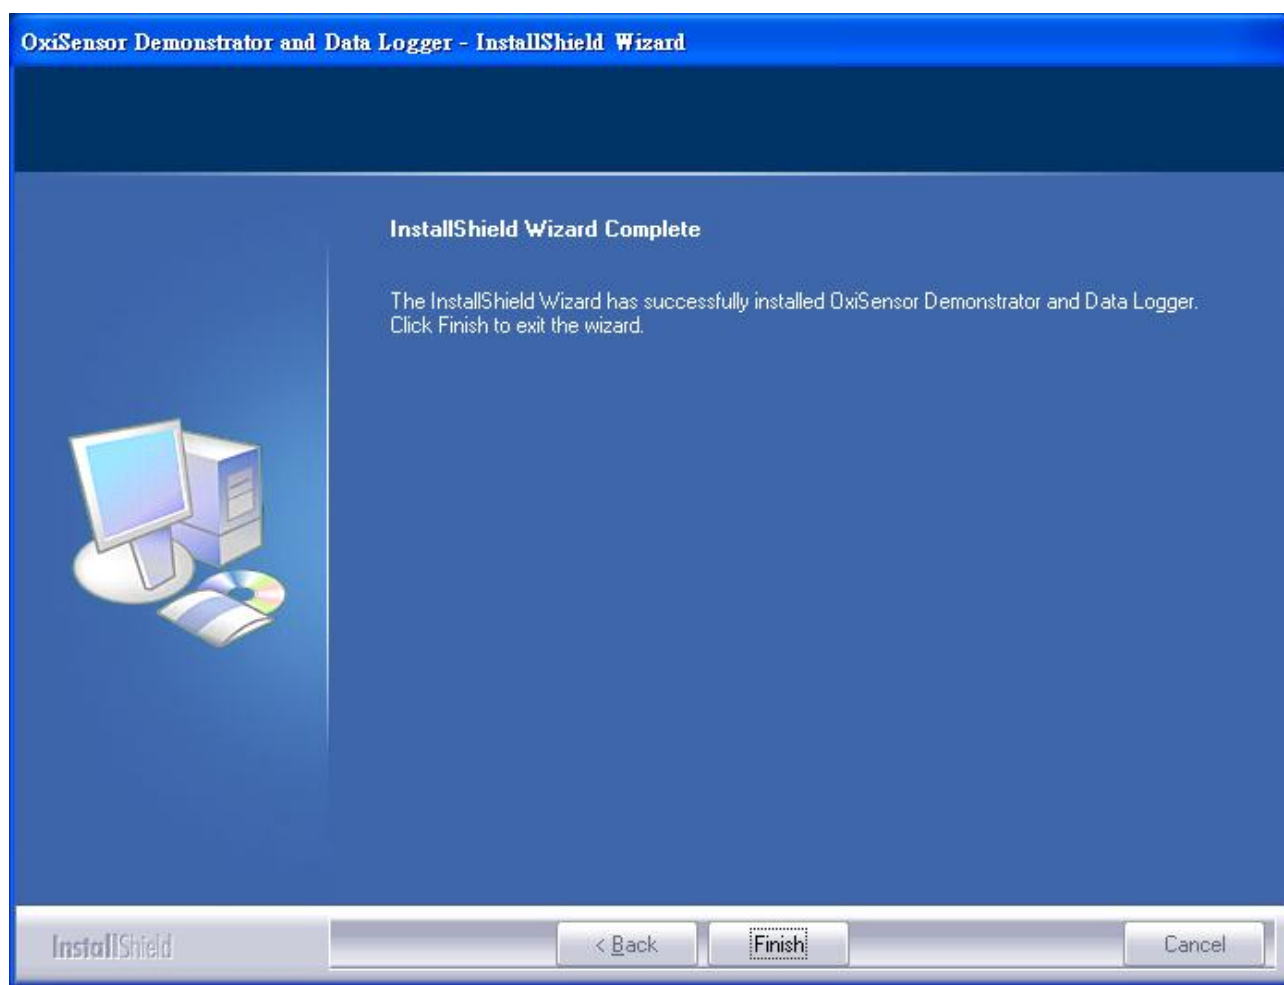 OxiSensor Demonstrator and Data Logger - InstallShield Wizard
InstallShield Wizard Complete
The InstallShield Wizard has successfully installed OxiSensor Demonstrator and Data Logger.
Click Finish to exit the wizard.
InstallShield
< Back
Finish
Cancel